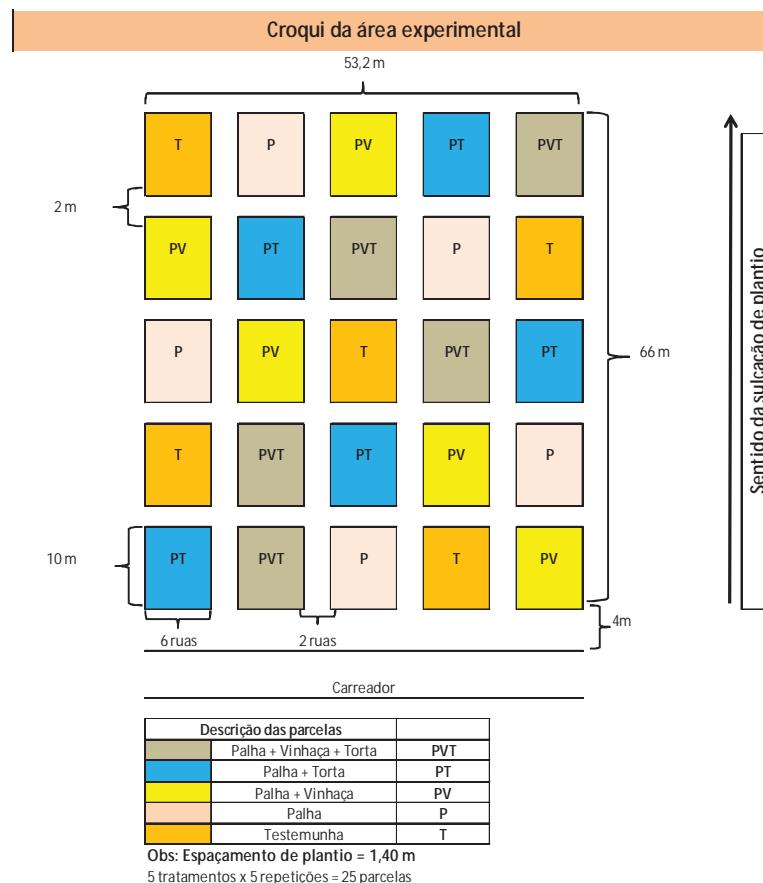 Croqui da área experimental
53,2 m
T P PV PT PVT
2 m
PV PT PVT P T
P PV T PVT PT
66 m
Sentido da sulcação de plantio
T PVT PT PV P
10 m
PT PVT P T PV
6 ruas 2 ruas 4m
Carreador
Descrição das parcelas
Palha + Vinhaça + Torta PVT
Palha + Torta PT
Palha + Vinhaça PV
Palha P
Testemunha T
Obs: Espaçamento de plantio = 1,40 m
5 tratamentos x 5 repetições = 25 parcelas